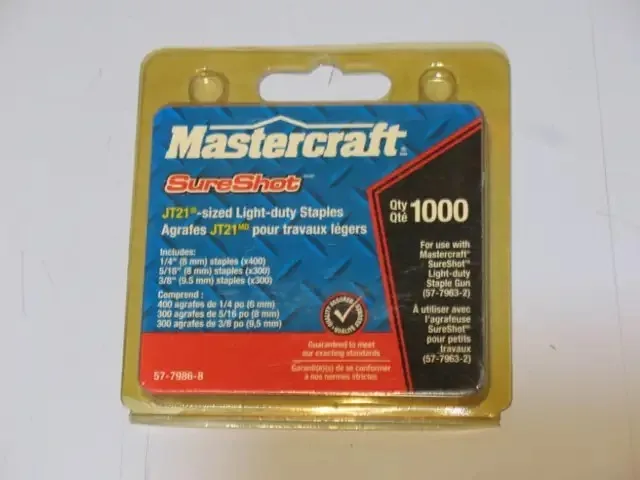 Mastercraft
SureShot
JT21®-sized Light-duty Staples
Agrafes JT21MD pour travaux légers
Includes:
1/4" (6 mm) staples (x400)
5/16" (8 mm) staples (x300)
3/8" (9.5 mm) staples (x300)
Comprend :
400 agrafes de 1/4 po (6 mm)
300 agrafes de 5/16 po (8 mm)
300 agrafes de 3/8 po (9,5 mm)
57-7986-8
Guaranteed to meet
our exacting standards
Garanti(e)(s) de se conformer
à nos normes strictes
Qty
Qté 1000
For use with
Mastercraft®
SureShot™
Light-duty
Staple Gun
(57-7963-2)
À utiliser avec
l'agrafeuse
SureShot™
pour petits
travaux
(57-7963-2)